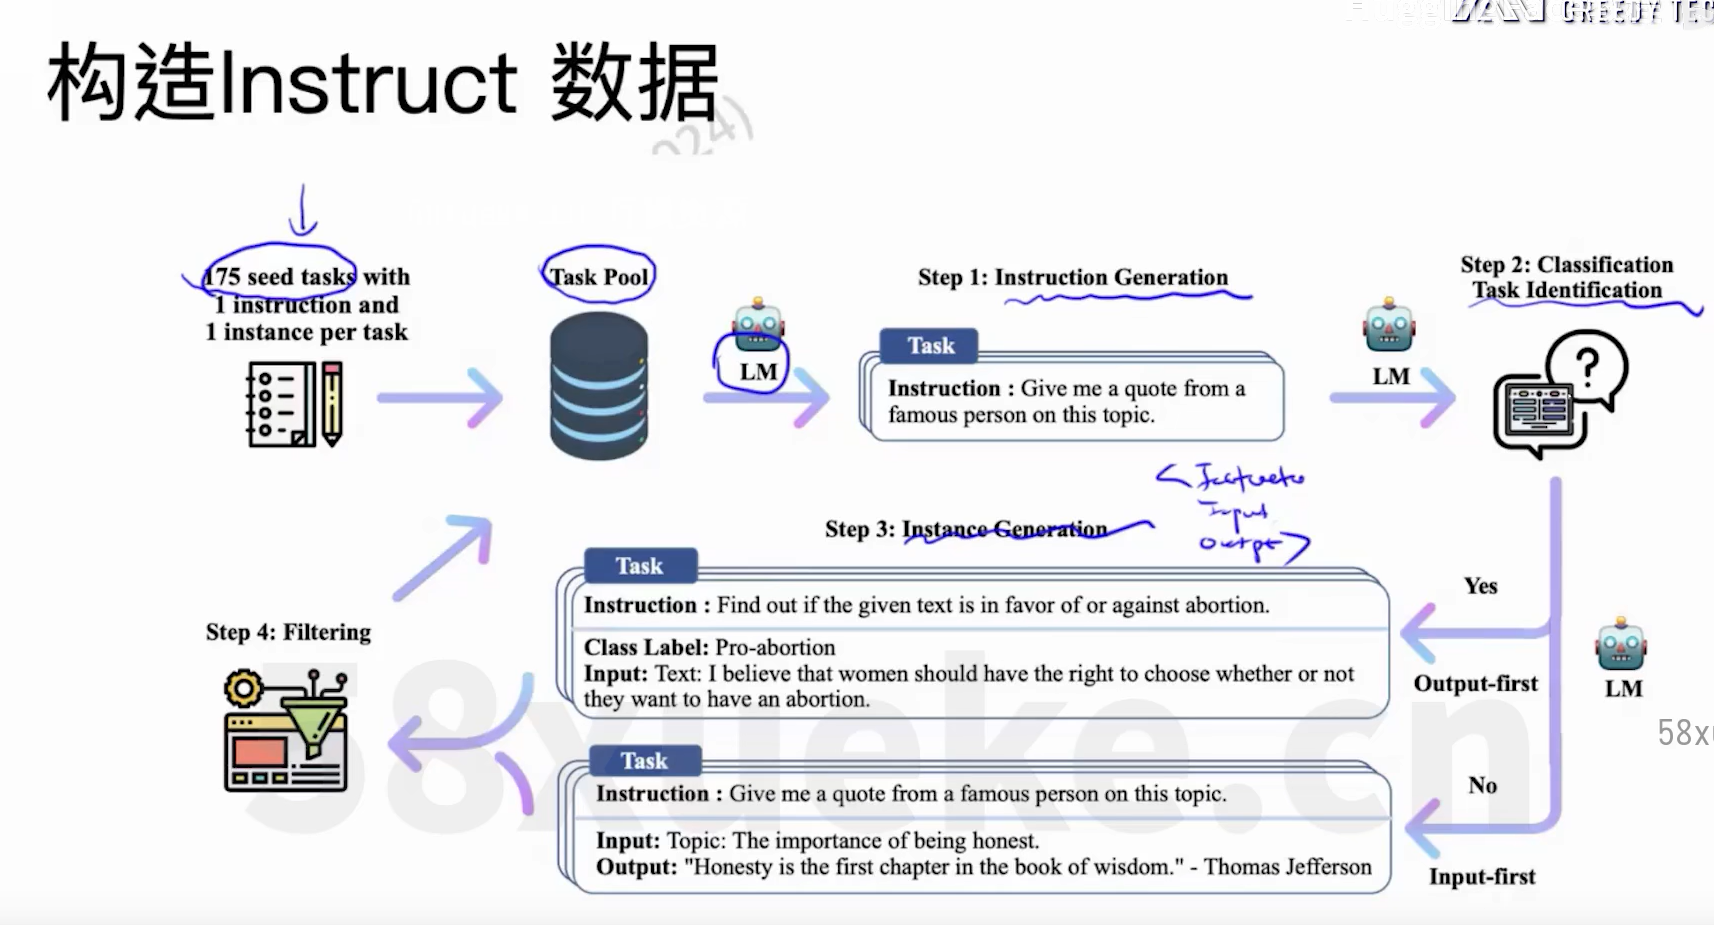 构造Instruct 数据
GREEDY TEC
024)
175 seed tasks with
1 instruction and
1 instance per task
Task Pool
LM
Step 1: Instruction Generation
Task
Instruction : Give me a quote from a
famous person on this topic.
LM
Step 2: Classification
Task Identification
Input
Step 3: Instance Generation
Task
Instruction : Find out if the given text is in favor of or against abortion.
Class Label: Pro-abortion
Input: Text: I believe that women should have the right to choose whether or not
they want to have an abortion.
Yes
Output-first
LM
Task
Instruction : Give me a quote from a famous person on this topic.
Input: Topic: The importance of being honest.
Output: "Honesty is the first chapter in the book of wisdom." - Thomas Jefferson
No
Input-first
Step 4: Filtering
58xueke.cn
58x